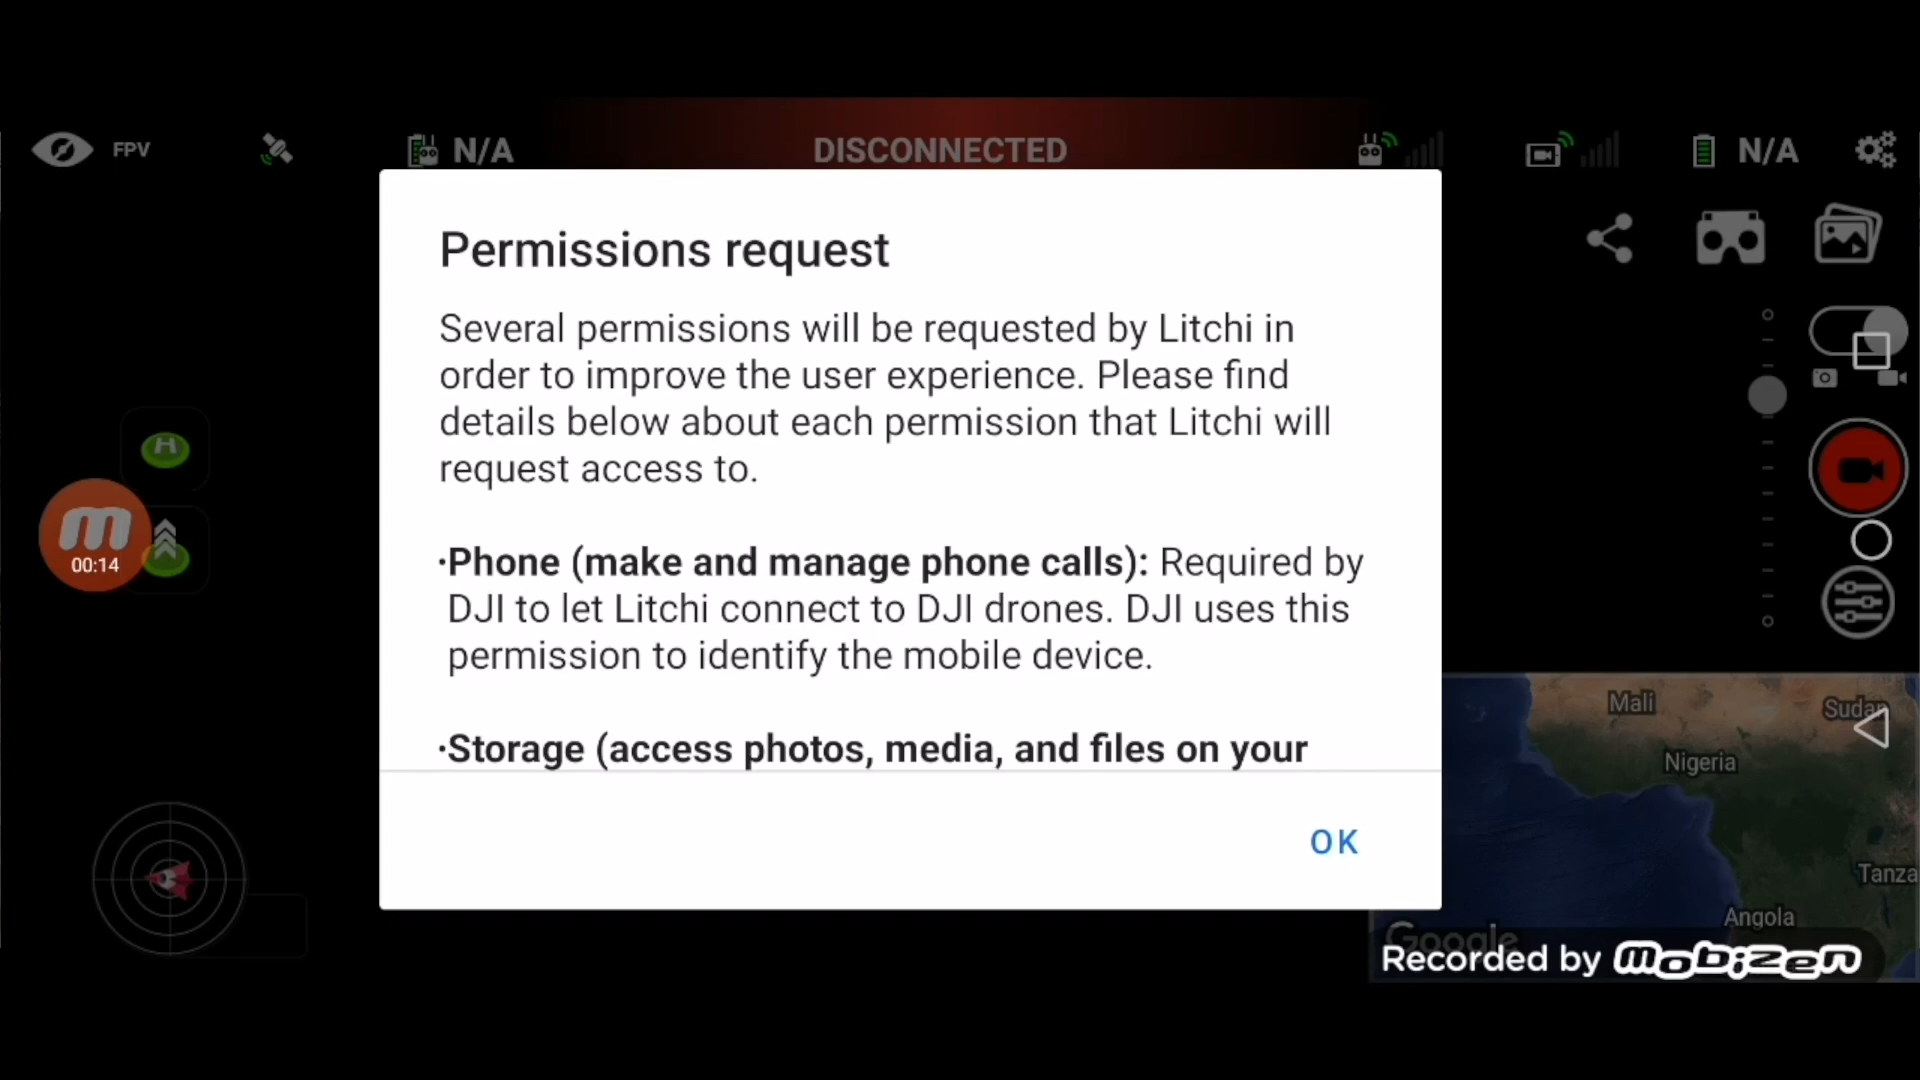 FPV
N/A
DISCONNECTED
N/A
Permissions request
Several permissions will be requested by Litchi in
order to improve the user experience. Please find
details below about each permission that Litchi will
request access to.
·Phone (make and manage phone calls): Required by
DJI to let Litchi connect to DJI drones. DJI uses this
permission to identify the mobile device.
·Storage (access photos, media, and files on your
OK
H
m
00:14
Mali
Sudan
Nigeria
Tanza
Angola
Google
Recorded by mobizen